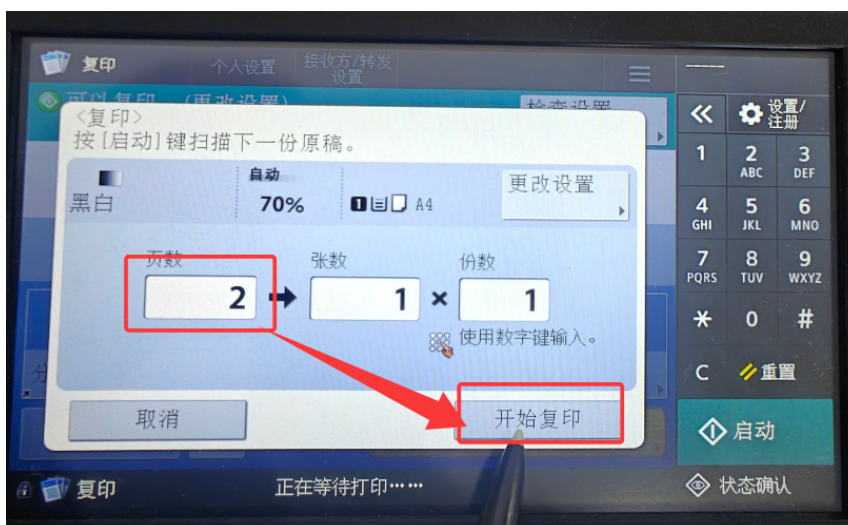 复印
个人设置
接收方/转发
设置
可以复印 (更改设置)
检查设置
<复印>
按[启动]键扫描下一份原稿。
黑白
自动
70%
1 A4
更改设置
页数
张数
份数
2
1 × 1
使用数字键输入。
取消
开始复印
复印
正在等待打印……
«
设置/
注册
1 2 3
ABC DEF
4 5 6
GHI JKL MNO
7 8 9
PQRS TUV WXYZ
* 0 #
C
重置
启动
状态确认